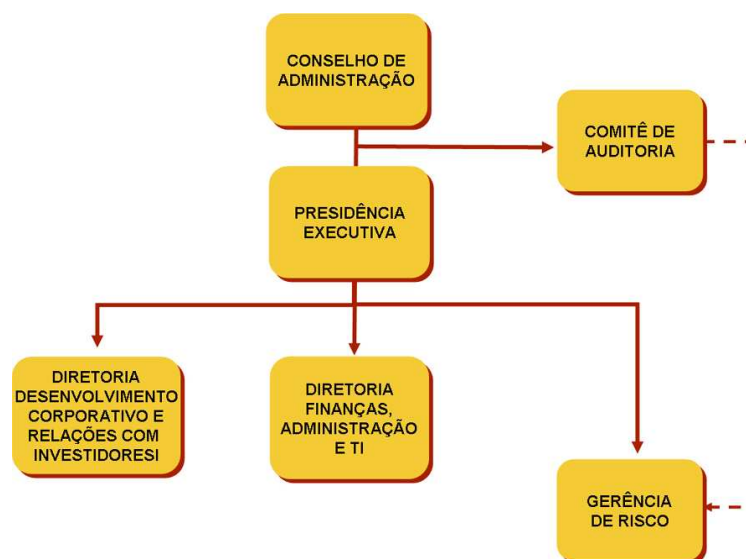 CONSELHO DE
ADMINISTRAÇÃO
COMITÊ DE
AUDITORIA
PRESIDÊNCIA
EXECUTIVA
DIRETORIA
DESENVOLVIMENTO
CORPORATIVO E
RELAÇÕES COM
INVESTIDORESI
DIRETORIA
FINANÇAS,
ADMINISTRAÇÃO
E TI
GERÊNCIA
DE RISCO